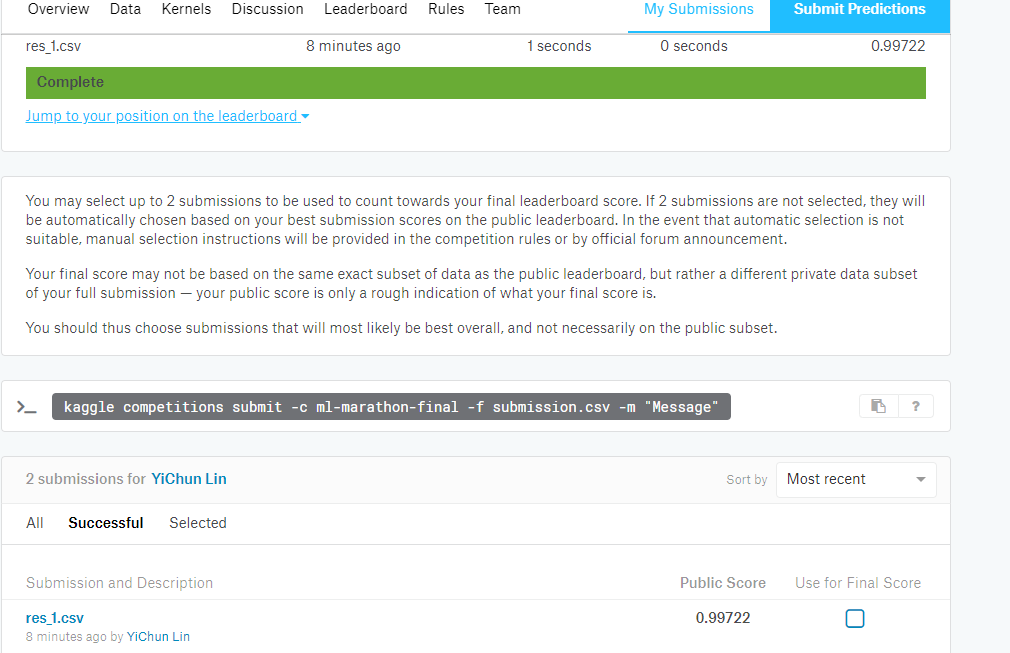 Overview Data Kernels Discussion Leaderboard Rules Team My Submissions Submit Predictions
res_1.csv 8 minutes ago 1 seconds 0 seconds 0.99722
Complete
Jump to your position on the leaderboard
You may select up to 2 submissions to be used to count towards your final leaderboard score. If 2 submissions are not selected, they will
be automatically chosen based on your best submission scores on the public leaderboard. In the event that automatic selection is not
suitable, manual selection instructions will be provided in the competition rules or by official forum announcement.
Your final score may not be based on the same exact subset of data as the public leaderboard, but rather a different private data subset
of your full submission — your public score is only a rough indication of what your final score is.
You should thus choose submissions that will most likely be best overall, and not necessarily on the public subset.
>_ kaggle competitions submit -c ml-marathon-final -f submission.csv -m "Message" ?
2 submissions for YiChun Lin Sort by Most recent
All Successful Selected
Submission and Description Public Score Use for Final Score
res_1.csv 0.99722
8 minutes ago by YiChun Lin